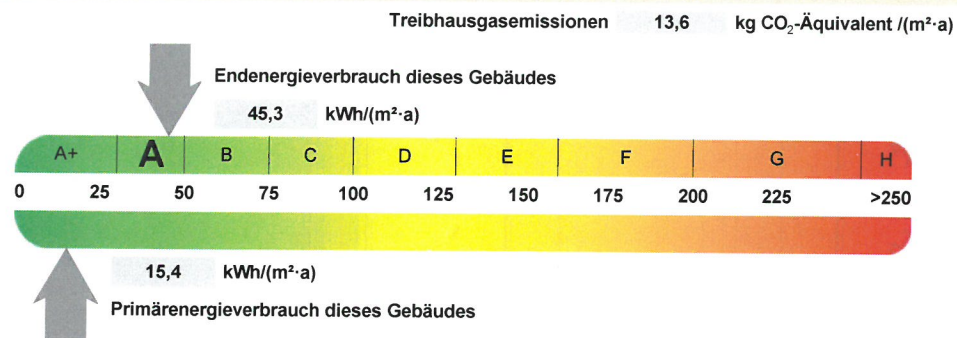 Treibhausgasemissionen 13,6 kg CO₂-Äquivalent /(m²·a)
Endenergieverbrauch dieses Gebäudes
45,3 kWh/(m²·a)
A+ A B C D E F G H
0 25 50 75 100 125 150 175 200 225 >250
15,4 kWh/(m²·a)
Primärenergieverbrauch dieses Gebäudes